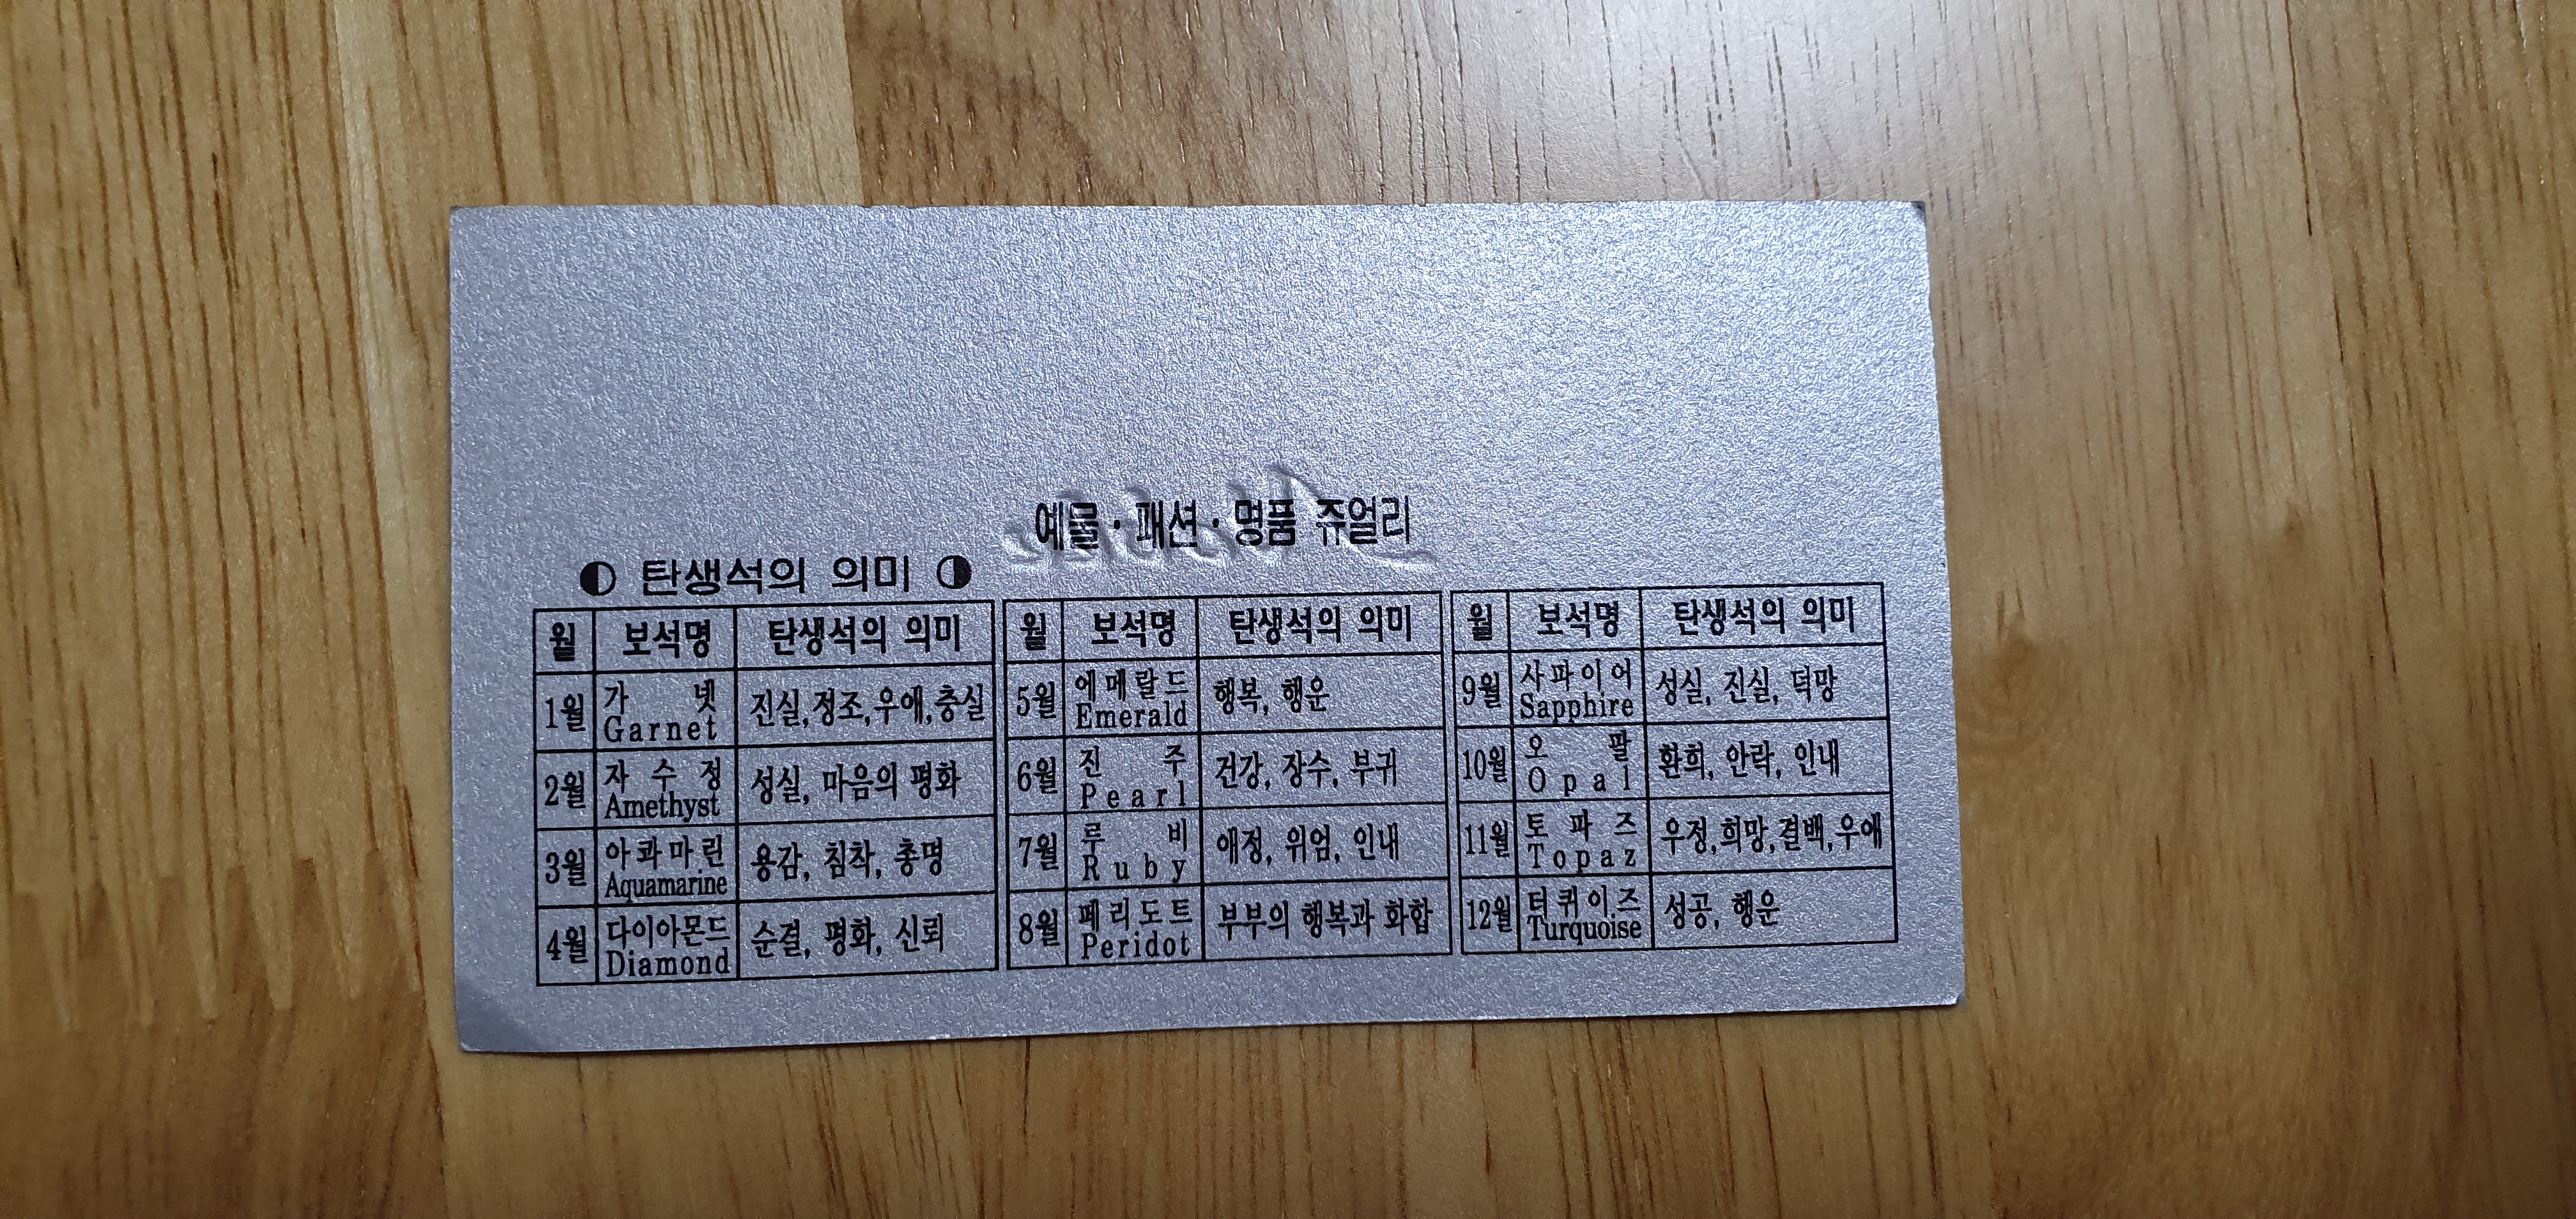 예물·패션·명품 쥬얼리
◐ 탄생석의 의미 ◑
월 보석명 탄생석의 의미
1월 가넷 Garnet 진실,정조,우애,충실
2월 자수정 Amethyst 성실, 마음의 평화
3월 아콰마린 Aquamarine 용감, 침착, 총명
4월 다이아몬드 Diamond 순결, 평화, 신뢰
월 보석명 탄생석의 의미
5월 에메랄드 Emerald 행복, 행운
6월 진주 Pearl 건강, 장수, 부귀
7월 루비 Ruby 애정, 위엄, 인내
8월 페리도트 Peridot 부부의 행복과 화합
월 보석명 탄생석의 의미
9월 사파이어 Sapphire 성실, 진실, 덕망
10월 오팔 Opal 환희, 안락, 인내
11월 토파즈 Topaz 우정,희망,결백,우애
12월 터퀴이즈 Turquoise 성공, 행운